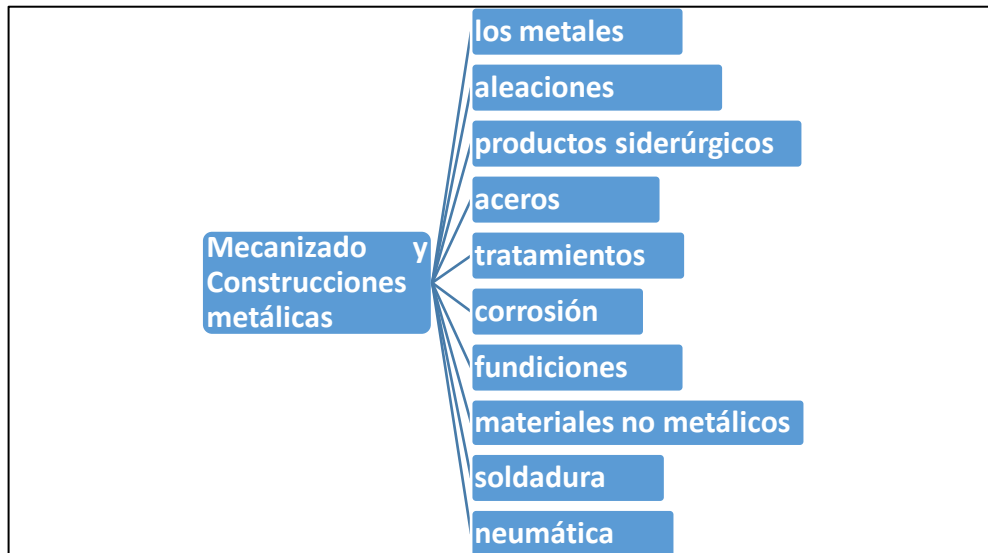 los metales
aleaciones
productos siderúrgicos
aceros
Mecanizado y
Construcciones
metálicas
tratamientos
corrosión
fundiciones
materiales no metálicos
soldadura
neumática